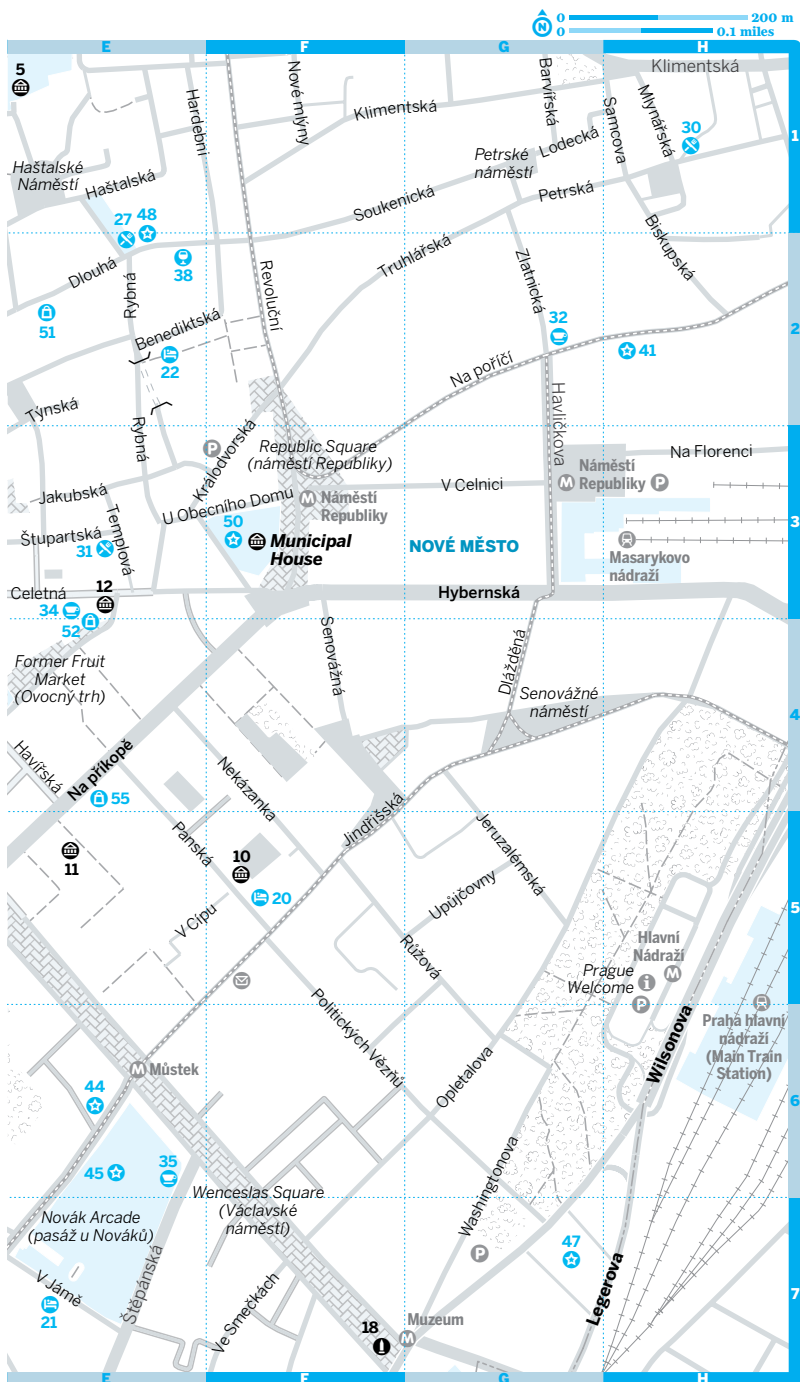 N
0 200 m
0 0.1 miles
E F G H
5
Klimentská
Nové mlýny
Barvířská
Hardební
Klimentská
Samcova
Mlynářská
30
1
Lodecká
Petrské
náměstí
Haštalské
Náměstí
Haštalská
Petrská
Soukenická
27 48
Biskupská
Truhlářská
38
Zlatnická
Dlouhá
Rybná
Revoluční
51
Benediktská
32
2
22
41
Na poříčí
Týnská
Havlíčkova
Rybná
P
Královdorská
Republic Square
(náměstí Republiky)
Na Florenci
Náměstí
M Republiky P
V Celnici
Jakubská
M Náměstí
Republiky
U Obecního Domu
Templová
50
3
Štupartská
31
Municipal
House
NOVÉ MĚSTO
Masarykovo
nádraží
12
Celetná
Hybernská
34
52
Senovážná
Dlážděná
Former Fruit
Market
(Ovocný trh)
Senovážné
náměstí
4
Havířská
Na příkopě
Nekázanka
55
Jindřišská
Panská
Jeruzalémská
10
11
20
Upújčovny
5
V Cípu
Růžová
Hlavní
Nádraží
Prague
Welcome
i M
P
Politických Vězňů
Praha hlavní
nádraží
(Main Train
Station)
Wilsonova
M Můstek
Opletalova
44
6
Washingtonova
45
35
Wenceslas Square
(Václavské
náměstí)
Novák Arcade
(pasáž u Nováků)
47
P
Štěpánská
Legerova
V Jámě
Ve Smečkách
7
21
18
Muzeum
M
E F G H